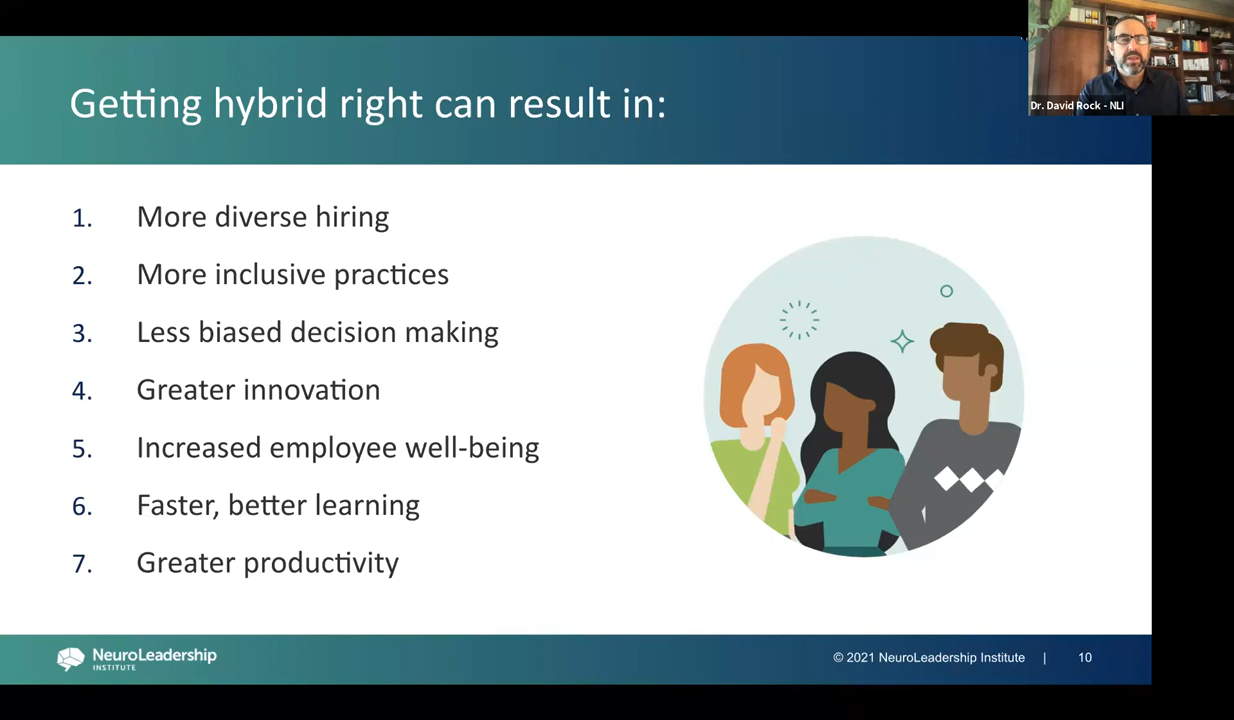 Getting hybrid right can result in:
Dr. David Rock - NLI
1. More diverse hiring
2. More inclusive practices
3. Less biased decision making
4. Greater innovation
5. Increased employee well-being
6. Faster, better learning
7. Greater productivity
NeuroLeadership
INSTITUTE
© 2021 NeuroLeadership Institute | 10